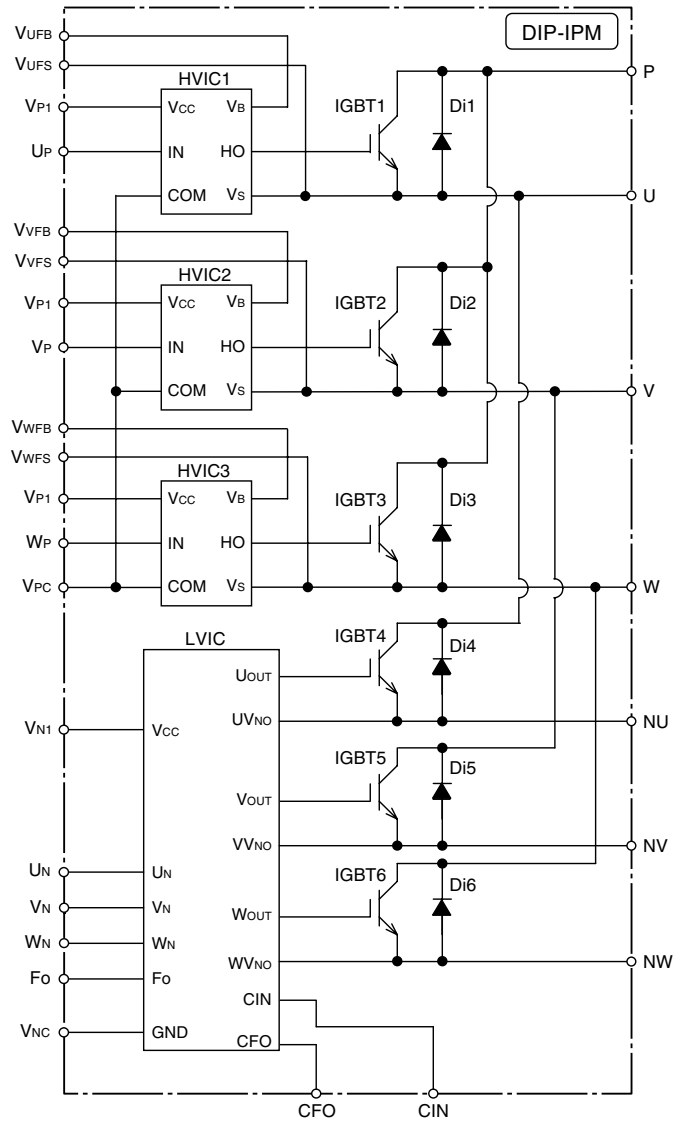 DIP-IPM
VUFB
VUFS
HVIC1
VP1
VCC
VB
IGBT1
Di1
P
UP
IN
HO
COM
VS
U
VVFB
VVFS
HVIC2
VP1
VCC
VB
IGBT2
Di2
VP
IN
HO
COM
VS
V
VWFB
VWFS
HVIC3
VP1
VCC
VB
IGBT3
Di3
WP
IN
HO
VPC
COM
VS
W
LVIC
IGBT4
Di4
UOUT
VN1
VCC
UVNO
NU
IGBT5
Di5
VOUT
VVNO
NV
UN
UN
IGBT6
Di6
VN
VN
WOUT
WN
WN
WVNO
NW
FO
FO
CIN
VNC
GND
CFO
CFO
CIN